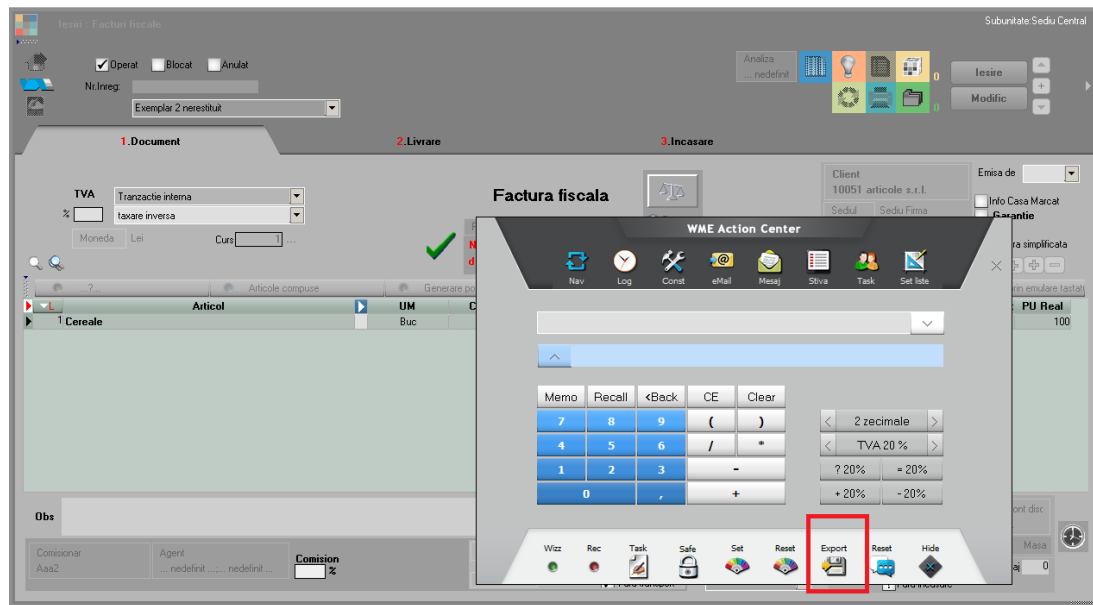 Iesiri : Facturi fiscale
Subunitate:Sediu Central
Operat Blocat Anulat
Nr.Inreg:
Exemplar 2 nerestituit
Analiza
... nedefinit
0
0
Iesire
Modific
1.Document 2.Livrare 3.Incasare
TVA Tranzactie interna
% taxare inversa
Moneda Lei Curs 1 ...
Factura fiscala
Client
10051 articole s.r.l.
Sediul Sediu Firma
Emisa de
Info Casa Marcat
Garantie
simplificata
...?... Articole compuse Generare
prin emulare
L Articol UM PU Real
1 Cereale Buc 100
WME Action Center
Nav Log Const eMail Mesaj Stiva Task Set liste
Memo Recall <Back CE Clear
7 8 9 ( )
4 5 6 / *
1 2 3 -
0 , +
< 2 zecimale >
< TVA 20 % >
? 20% = 20%
+ 20% - 20%
Wizz Rec Task Safe Set Reset Export Reset Hide
Obs
Comisionar
Aaa2
Agent
... nedefinit ...;... nedefinit ...
Comision
%
disc
Masa
0